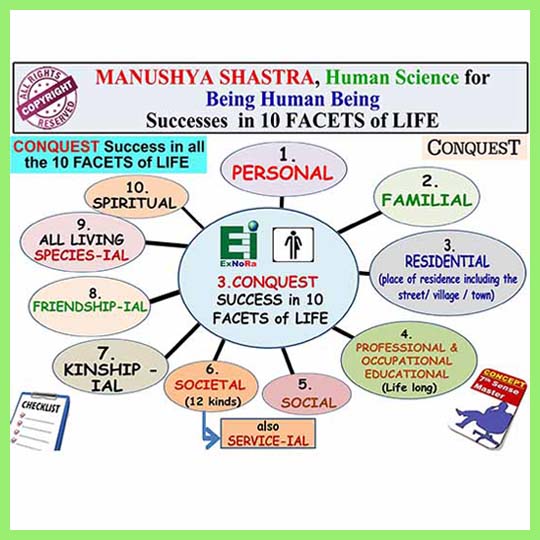 ALL RIGHTS
COPYRIGHT
RESERVED
MANUSHYA SHASTRA, Human Science for
Being Human Being
Successes in 10 FACETS of LIFE
CONQUEST Success in all
the 10 FACETS of LIFE
CONQUEST
1.
PERSONAL
2.
FAMILIAL
3.
RESIDENTIAL
(place of residence including the
street/ village / town)
4.
PROFESSIONAL &
OCCUPATIONAL
EDUCATIONAL
(Life long)
5.
SOCIAL
6.
SOCIETAL
(12 kinds)
also
SERVICE-IAL
7.
KINSHIP -
IAL
8.
FRIENDSHIP-IAL
9.
ALL LIVING
SPECIES-IAL
10.
SPIRITUAL
Ei
ExNoRa
3.CONQUEST
SUCCESS in 10
FACETS of LIFE
CHECKLIST
CONCEPT
7th Sense
Master